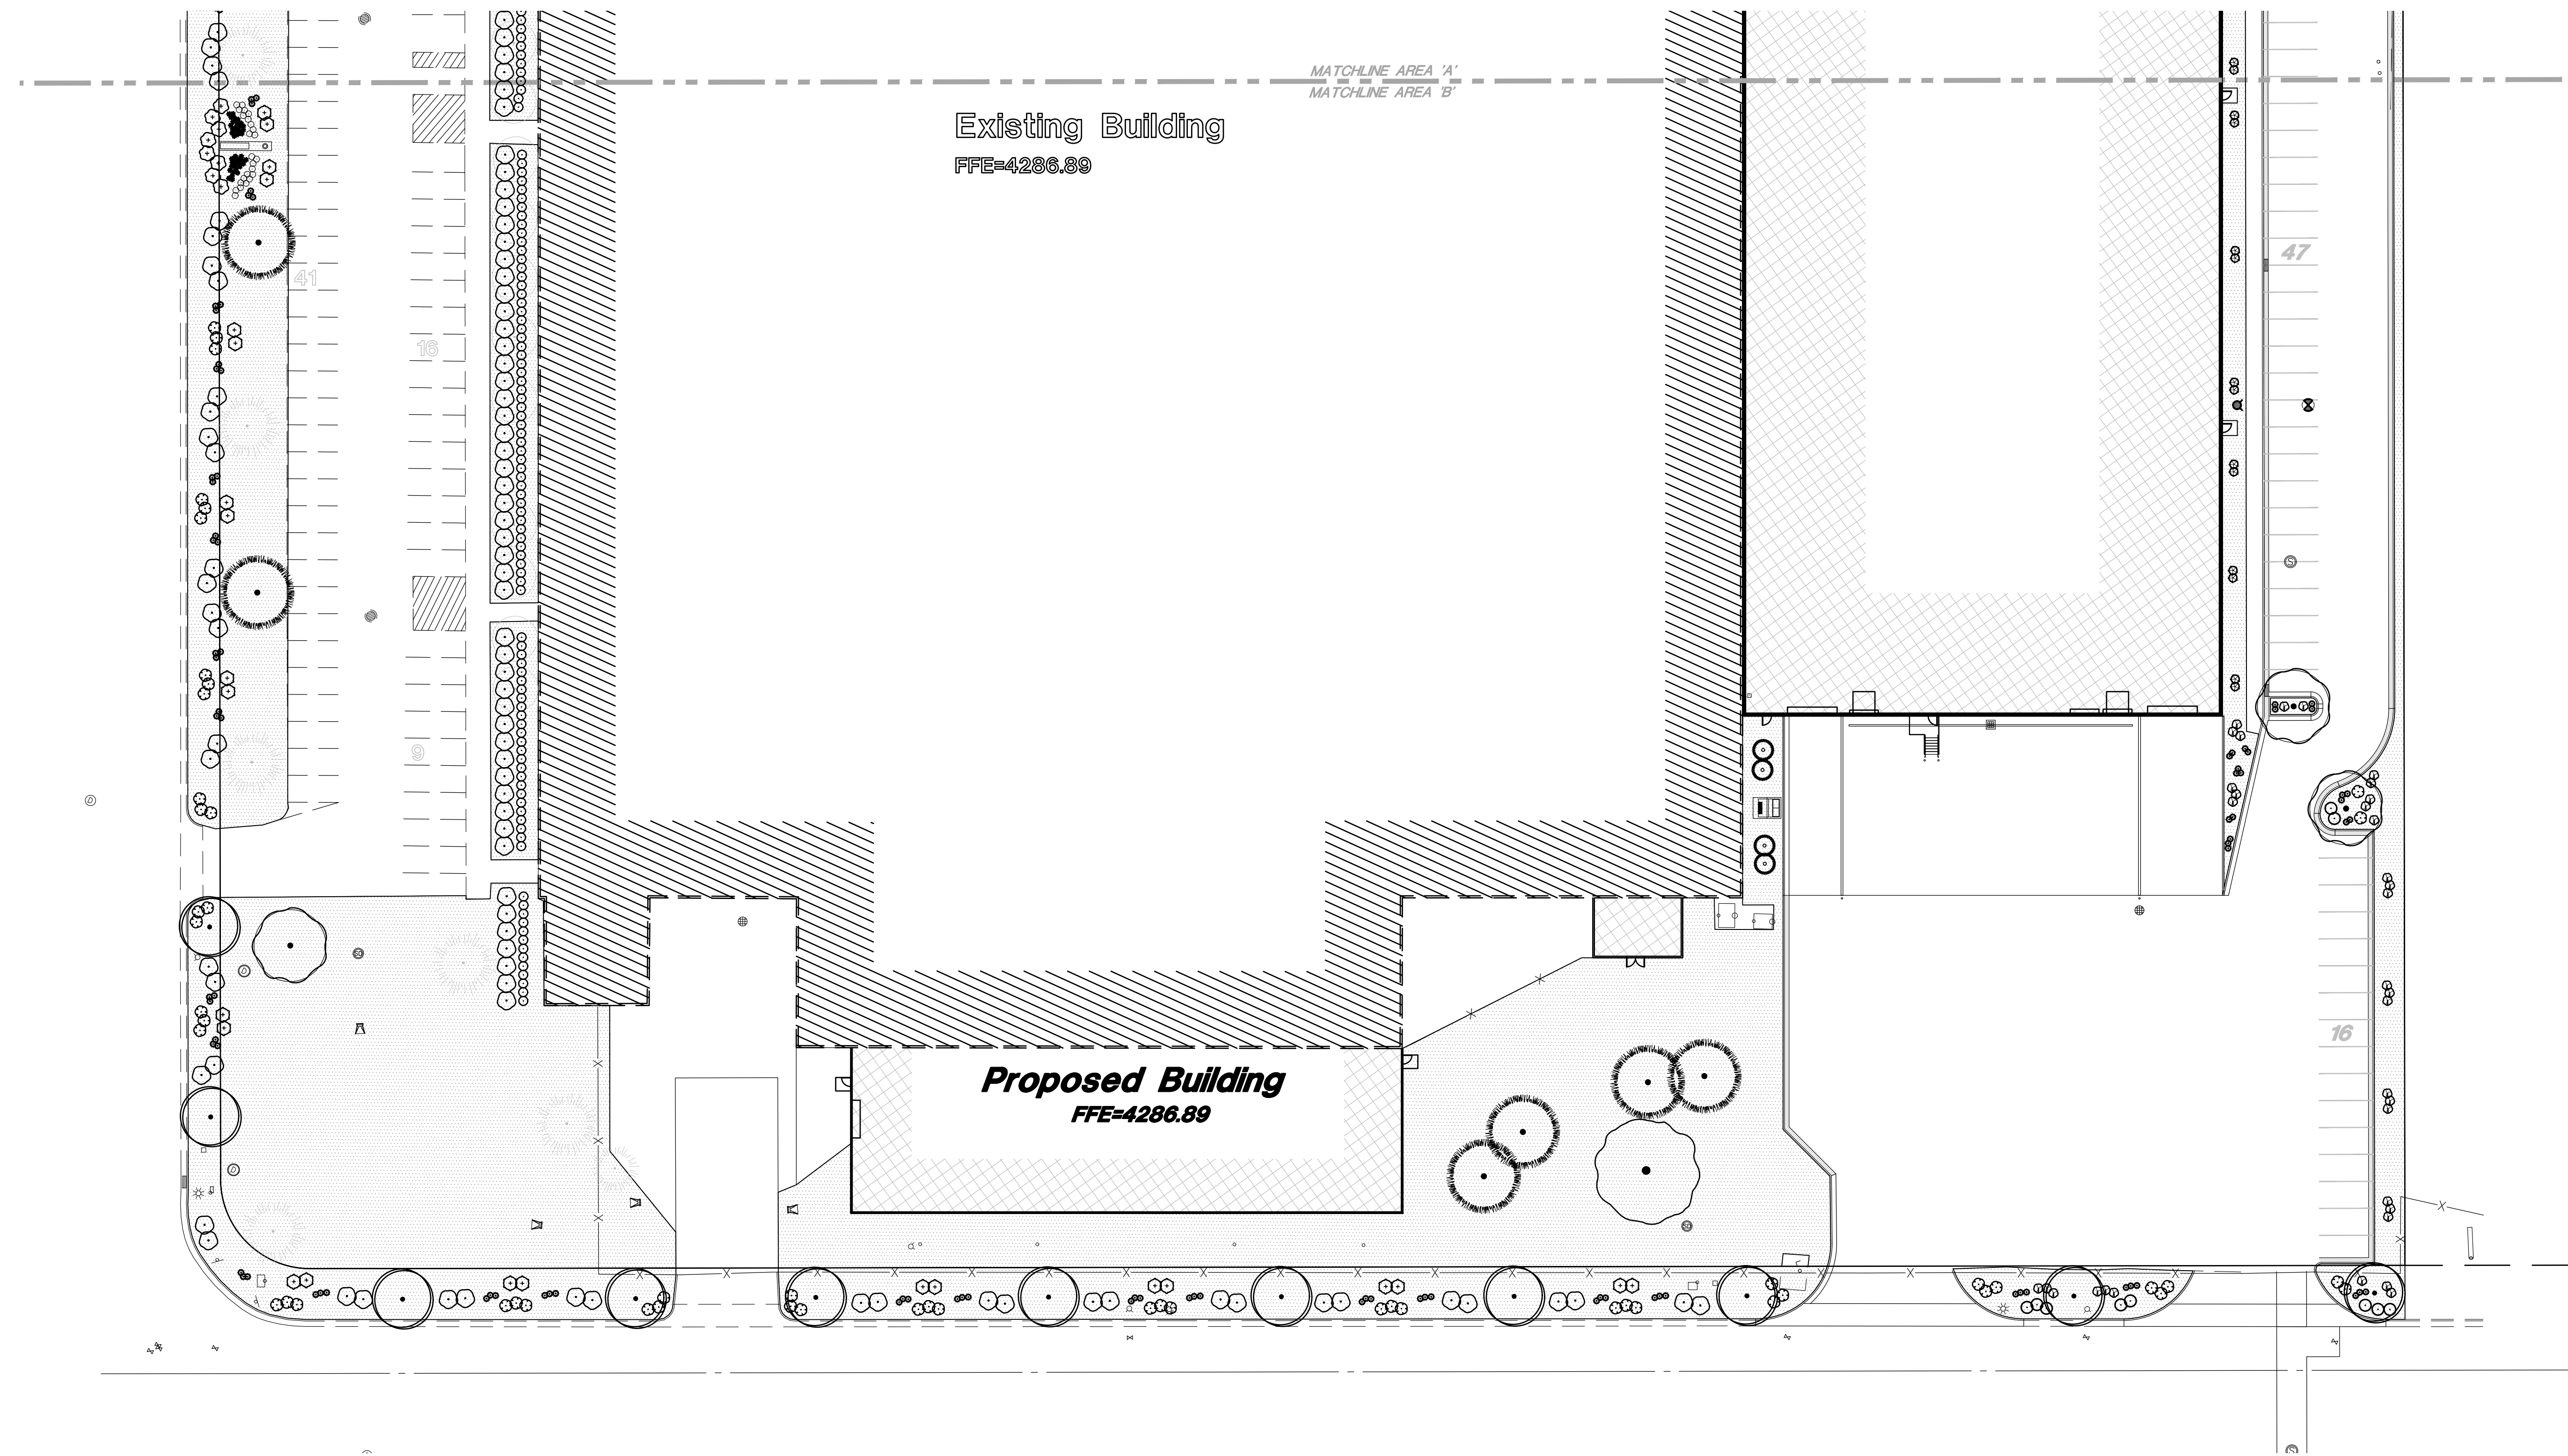 MATCHLINE AREA 'A'
MATCHLINE AREA 'B'
Existing Building
FFE=4286.89
47
41
16
9
16
Proposed Building
FFE=4286.89